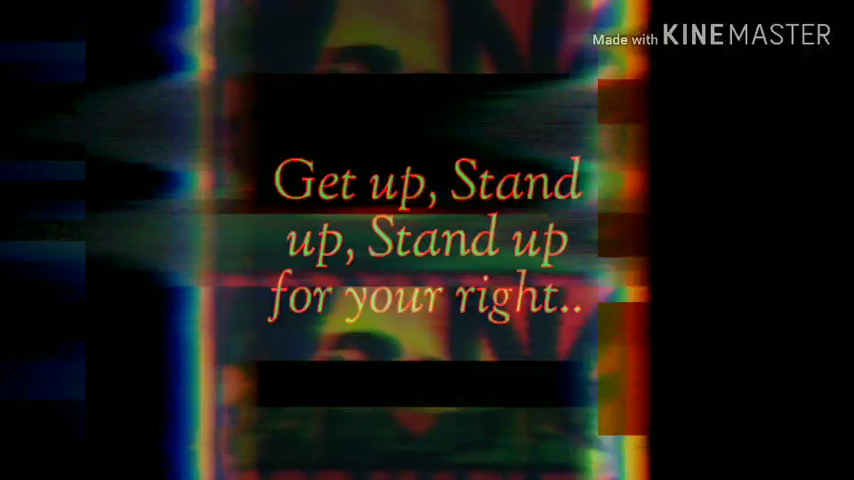 Made with KINEMASTER
Get up, Stand
up, Stand up
for your right..